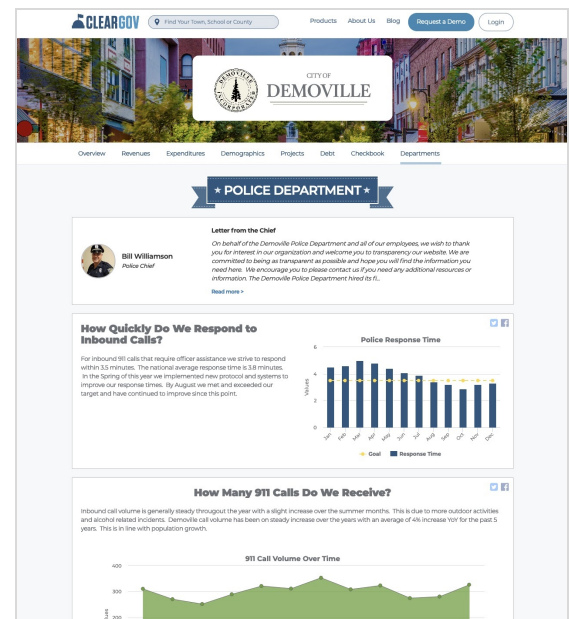 CLEARGOV
Find Your Town, School or County
Products About Us Blog Request a Demo Login
DEMOVILLE
INCORPORATED
CITY OF
DEMOVILLE
Overview Revenues Expenditures Demographics Projects Debt Checkbook Departments
★ POLICE DEPARTMENT ★
Letter from the Chief
Bill Williamson
Police Chief
On behalf of the Demoville Police Department and all of our employees, we wish to thank
you for interest in our organization and welcome you to transparency our website. We are
committed to being as transparent as possible and hope you will find the information you
need here. We encourage you to please contact us if you need any additional resources or
information. The Demoville Police Department hired its fi...
Read more >
How Quickly Do We Respond to
Inbound Calls?
For inbound 911 calls that require officer assistance we strive to respond
within 3.5 minutes. The national average response time is 3.8 minutes.
In the Spring of this year we implemented new protocol and systems to
improve our response times. By August we met and exceeded our
target and have continued to improve since this point.
Police Response Time
Values
6
4
2
0
Jan Feb Mar Apr May Jun Jul Aug Sep Oct Nov Dec
Goal Response Time
How Many 911 Calls Do We Receive?
Inbound call volume is generally steady througout the year with a slight increase over the summer months. This is due to more outdoor activities
and alcohol related incidents. Demoville call volume has been on steady increase over the years with an average of 4% increase YoY for the past 5
years. This is in line with population growth.
911 Call Volume Over Time
400
300
200